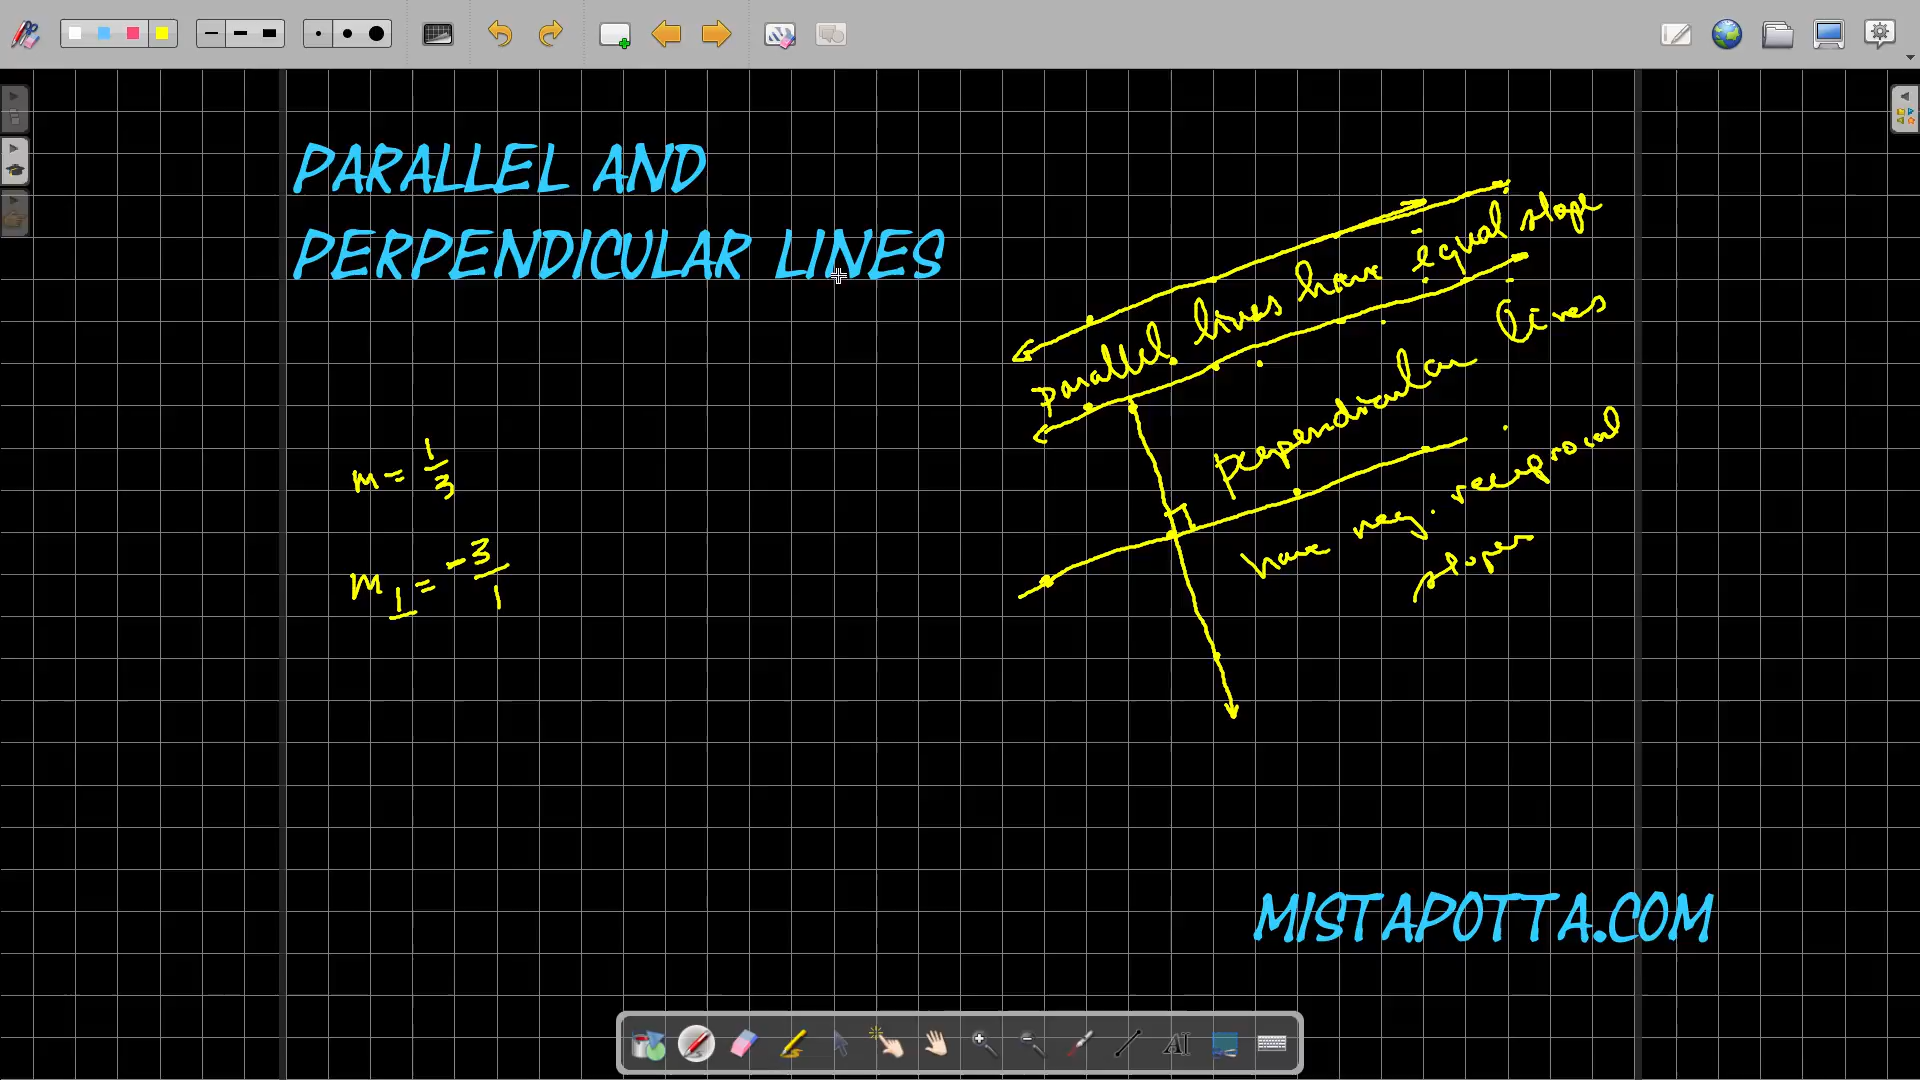 PARALLEL AND
PERPENDICULAR LINES
parallel lines have equal slope
perpendicular lines
have neg. reciprocal
slopes
m = 1/3
m⊥ = -3/1
MISTAPOTTA.COM